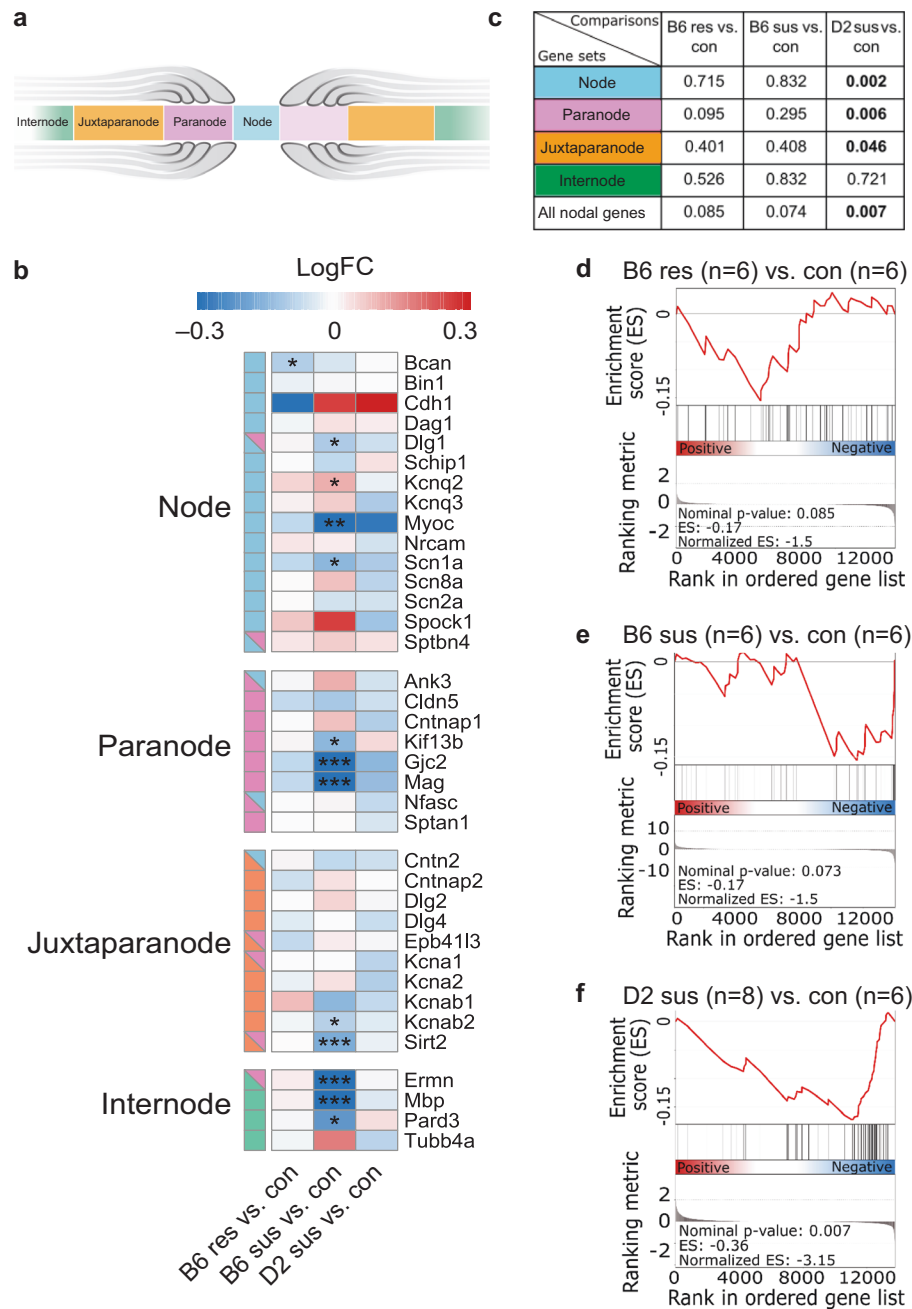 a
Internode Juxtaparanode Paranode Node
c
Comparisons
Gene sets
B6 res vs. con
B6 sus vs. con
D2 sus vs. con
Node 0.715 0.832 0.002
Paranode 0.095 0.295 0.006
Juxtaparanode 0.401 0.408 0.046
Internode 0.526 0.832 0.721
All nodal genes 0.085 0.074 0.007
b
LogFC
–0.3 0 0.3
Node
* Bcan
Bin1
Cdh1
Dag1
* Dlg1
Schip1
* Kcnq2
Kcnq3
** Myoc
Nrcam
* Scn1a
Scn8a
Scn2a
Spock1
Sptbn4
Paranode
Ank3
Cldn5
Cntnap1
* Kif13b
*** Gjc2
*** Mag
Nfasc
Sptan1
Juxtaparanode
Cntn2
Cntnap2
Dlg2
Dlg4
Epb41l3
Kcna1
Kcna2
Kcnab1
* Kcnab2
*** Sirt2
Internode
*** Ermn
*** Mbp
* Pard3
Tubb4a
B6 res vs. con
B6 sus vs. con
D2 sus vs. con
d B6 res (n=6) vs. con (n=6)
Enrichment
score (ES)
0
-0.15
Positive Negative
Ranking metric
2
0
-2
Nominal p-value: 0.085
ES: -0.17
Normalized ES: -1.5
0 4000 8000 12000
Rank in ordered gene list
e B6 sus (n=6) vs. con (n=6)
Enrichment
score (ES)
0
-0.15
Positive Negative
Ranking metric
10
0
-10
Nominal p-value: 0.073
ES: -0.17
Normalized ES: -1.5
0 4000 8000 12000
Rank in ordered gene list
f D2 sus (n=8) vs. con (n=6)
Enrichment
score (ES)
0
-0.15
Positive Negative
Ranking metric
2
0
-2
Nominal p-value: 0.007
ES: -0.36
Normalized ES: -3.15
0 4000 8000 12000
Rank in ordered gene list